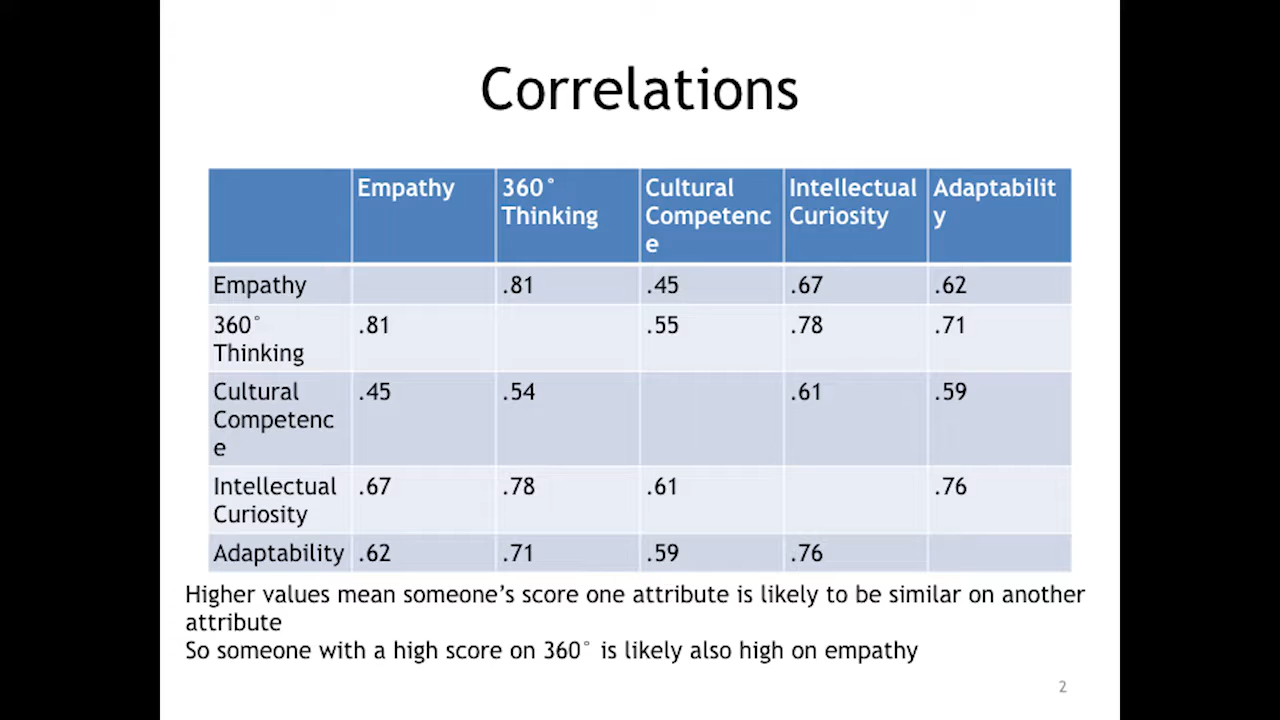 Correlations
Empathy 360° Thinking Cultural Competenc e Intellectual Curiosity Adaptabilit y
Empathy .81 .45 .67 .62
360° Thinking .81 .55 .78 .71
Cultural Competenc e .45 .54 .61 .59
Intellectual Curiosity .67 .78 .61 .76
Adaptability .62 .71 .59 .76
Higher values mean someone’s score one attribute is likely to be similar on another
attribute
So someone with a high score on 360° is likely also high on empathy
2